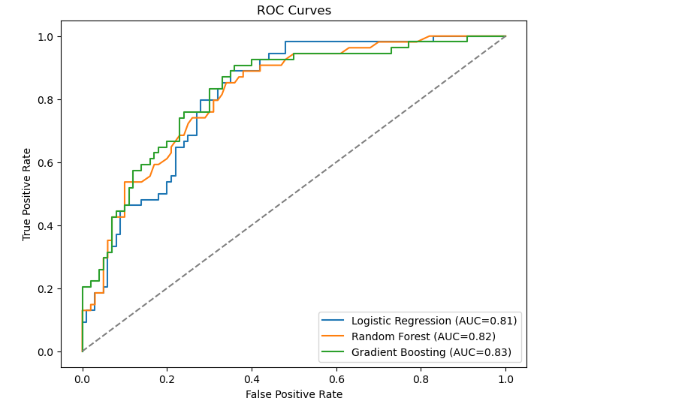 ROC Curves
True Positive Rate
1.0
0.8
0.6
0.4
0.2
0.0
0.0 0.2 0.4 0.6 0.8 1.0
False Positive Rate
Logistic Regression (AUC=0.81)
Random Forest (AUC=0.82)
Gradient Boosting (AUC=0.83)